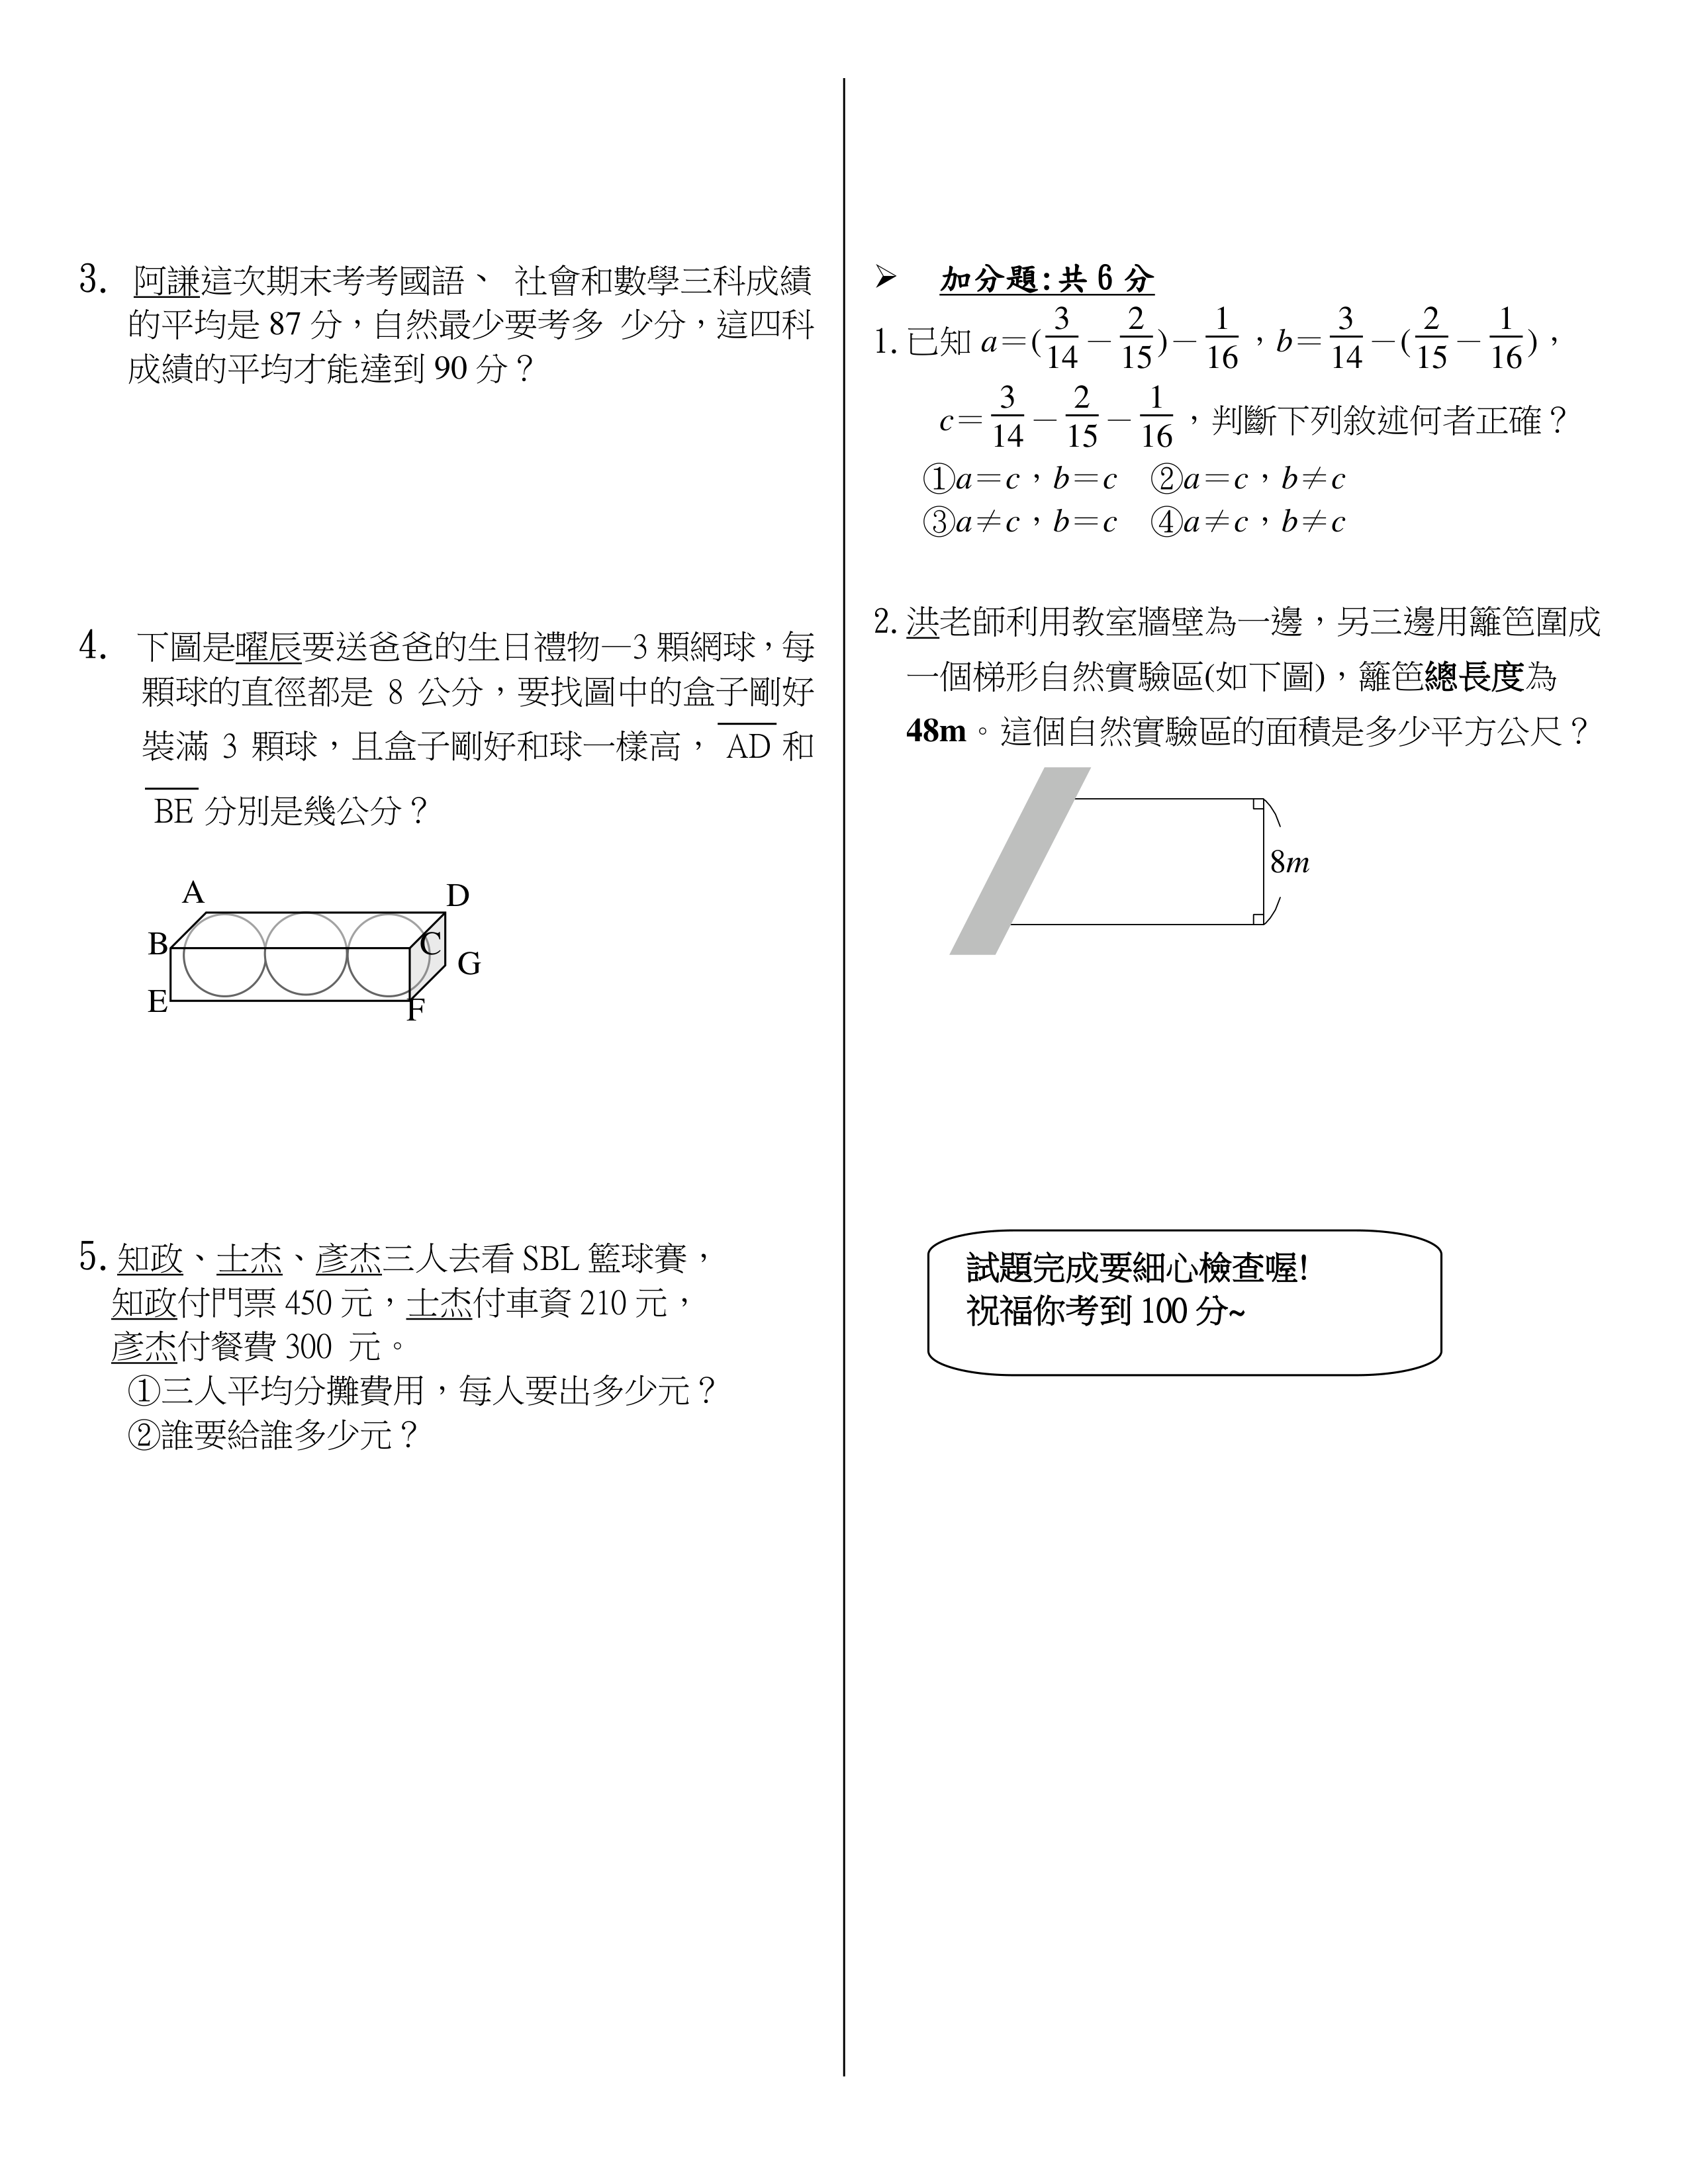 3. 阿謙這次期末考考國語、 社會和數學三科成績
的平均是 87 分，自然最少要考多 少分，這四科
成績的平均才能達到 90 分？
4. 下圖是曜辰要送爸爸的生日禮物—3 顆網球，每
顆球的直徑都是 8 公分，要找圖中的盒子剛好
裝滿 3 顆球，且盒子剛好和球一樣高， \overline{AD} 和
\overline{BE} 分別是幾公分？
A
D
B
C
G
E
F
5. 知政、士杰、彥杰三人去看 SBL 籃球賽，
知政付門票 450 元，士杰付車資 210 元，
彥杰付餐費 300 元。
①三人平均分攤費用，每人要出多少元？
②誰要給誰多少元？
➢ 加分題:共 6 分
1. 已知 a＝(\frac{3}{14}－\frac{2}{15})－\frac{1}{16}，b＝\frac{3}{14}－(\frac{2}{15}－\frac{1}{16})，
c＝\frac{3}{14}－\frac{2}{15}－\frac{1}{16}，判斷下列敘述何者正確？
①a＝c，b＝c ②a＝c，b≠c
③a≠c，b＝c ④a≠c，b≠c
2. 洪老師利用教室牆壁為一邊，另三邊用籬笆圍成
一個梯形自然實驗區(如下圖)，籬笆總長度為
48m。這個自然實驗區的面積是多少平方公尺？
8m
試題完成要細心檢查喔!
祝福你考到 100 分~